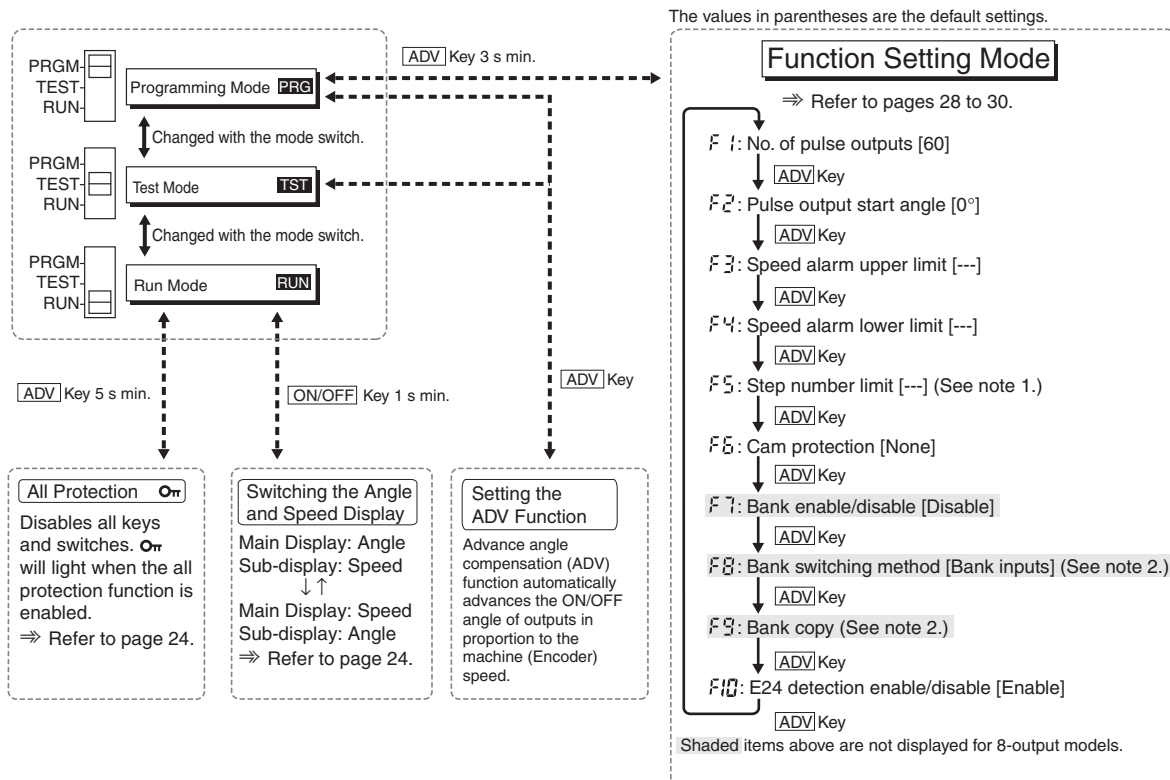 The values in parentheses are the default settings.
PRGM
TEST
RUN
Programming Mode PRG
Changed with the mode switch.
PRGM
TEST
RUN
Test Mode TST
Changed with the mode switch.
PRGM
TEST
RUN
Run Mode RUN
ADV Key 3 s min.
ADV Key 5 s min.
ON/OFF Key 1 s min.
ADV Key
All Protection
Disables all keys
and switches.
will light when the all
protection function is
enabled.
⇒ Refer to page 24.
Switching the Angle
and Speed Display
Main Display: Angle
Sub-display: Speed
↓↑
Main Display: Speed
Sub-display: Angle
⇒ Refer to page 24.
Setting the
ADV Function
Advance angle
compensation (ADV)
function automatically
advances the ON/OFF
angle of outputs in
proportion to the
machine (Encoder)
speed.
Function Setting Mode
⇒ Refer to pages 28 to 30.
F1: No. of pulse outputs [60]
ADV Key
F2: Pulse output start angle [0°]
ADV Key
F3: Speed alarm upper limit [---]
ADV Key
F4: Speed alarm lower limit [---]
ADV Key
F5: Step number limit [---] (See note 1.)
ADV Key
F6: Cam protection [None]
ADV Key
F7: Bank enable/disable [Disable]
ADV Key
F8: Bank switching method [Bank inputs] (See note 2.)
ADV Key
F9: Bank copy (See note 2.)
ADV Key
F10: E24 detection enable/disable [Enable]
ADV Key
Shaded items above are not displayed for 8-output models.